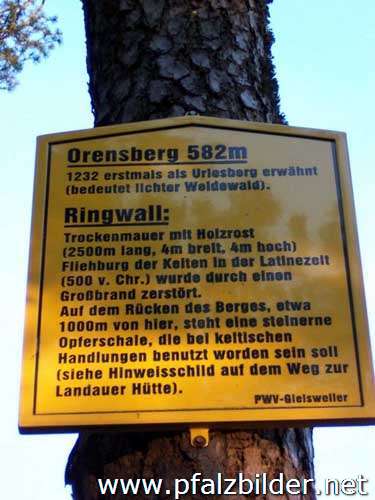 Orensberg 582m
1232 erstmals als Urlesberg erwähnt
(bedeutet lichter Weidewald).
Ringwall:
Trockenmauer mit Holzrost
(2500m lang, 4m breit, 4m hoch)
Fliehburg der Kelten in der Latinezeit
(500 v. Chr.) wurde durch einen
Großbrand zerstört.
Auf dem Rücken des Berges, etwa
1000m von hier, steht eine steinerne
Opferschale, die bei keltischen
Handlungen benutzt worden sein soll
(siehe Hinweisschild auf dem Weg zur
Landauer Hütte).
PWV-Gleisweiler
www.pfalzbilder.net